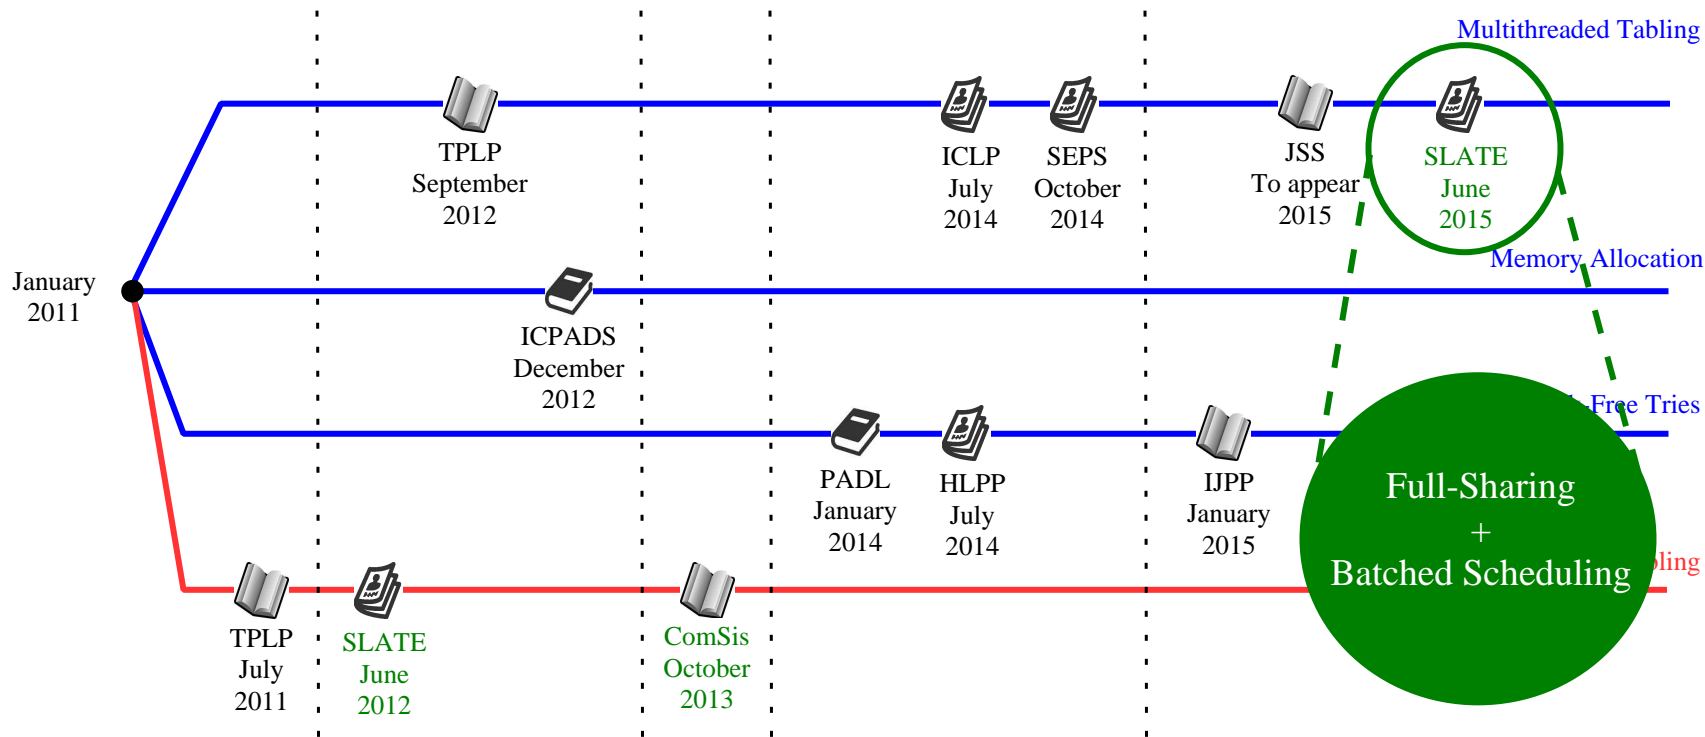 Multithreaded Tabling
TPLP
September
2012
ICLP
July
2014
SEPS
October
2014
JSS
To appear
2015
SLATE
June
2015
Memory Allocation
January
2011
ICPADS
December
2012
Free Tries
PADL
January
2014
HLPP
July
2014
IJPP
January
2015
Full-Sharing
+
Batched Scheduling
TPLP
July
2011
SLATE
June
2012
ComSis
October
2013